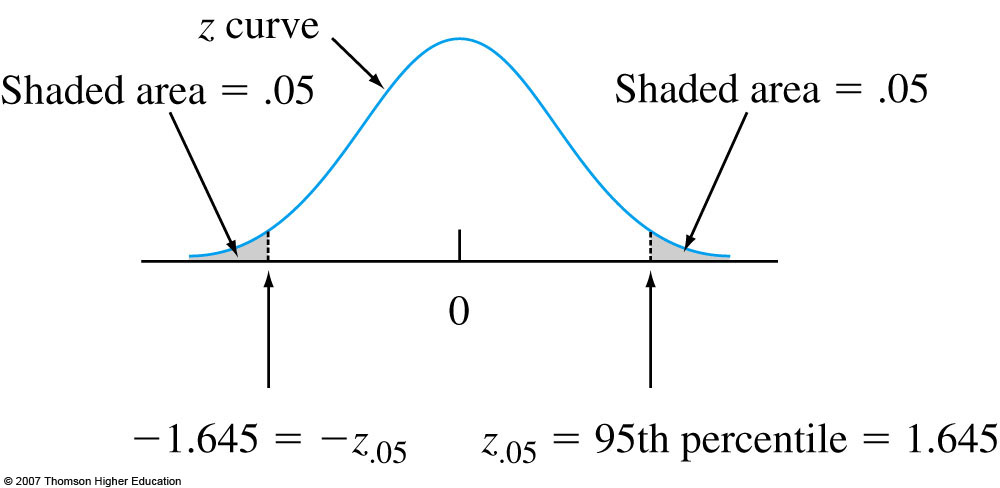 z curve
Shaded area = .05
Shaded area = .05
0
−1.645 = −z.05
z.05 = 95th percentile = 1.645
© 2007 Thomson Higher Education